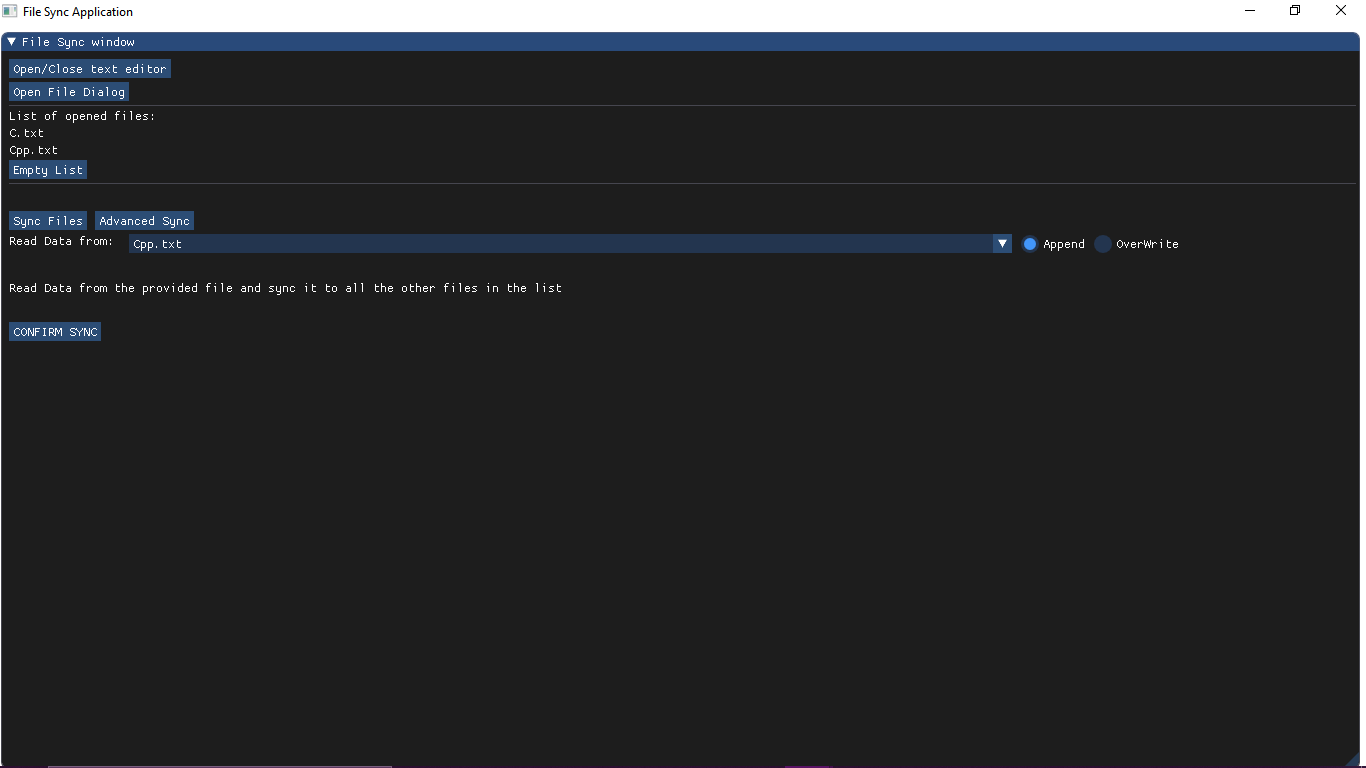 File Sync Application
File Sync window
Open/Close text editor
Open File Dialog
List of opened files:
C.txt
Cpp.txt
Empty List
Sync Files Advanced Sync
Read Data from: Cpp.txt Append OverWrite
Read Data from the provided file and sync it to all the other files in the list
CONFIRM SYNC